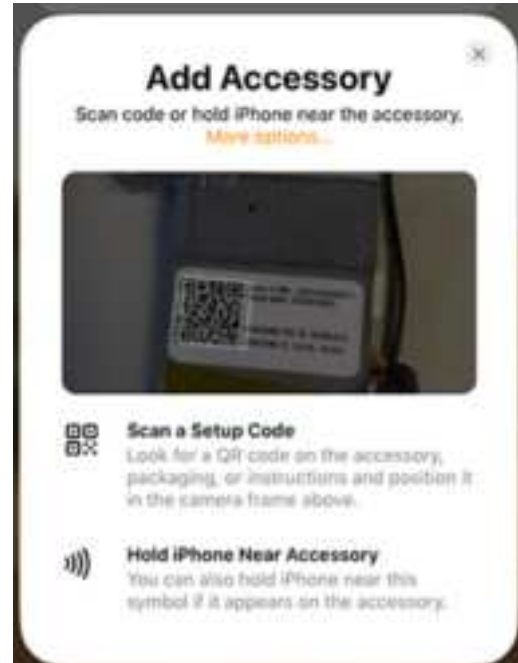 Add Accessory
Scan code or hold iPhone near the accessory.
More options...
Scan a Setup Code
Look for a QR code on the accessory,
packaging, or instructions and position it
in the camera frame above.
Hold iPhone Near Accessory
You can also hold iPhone near this
symbol if it appears on the accessory.